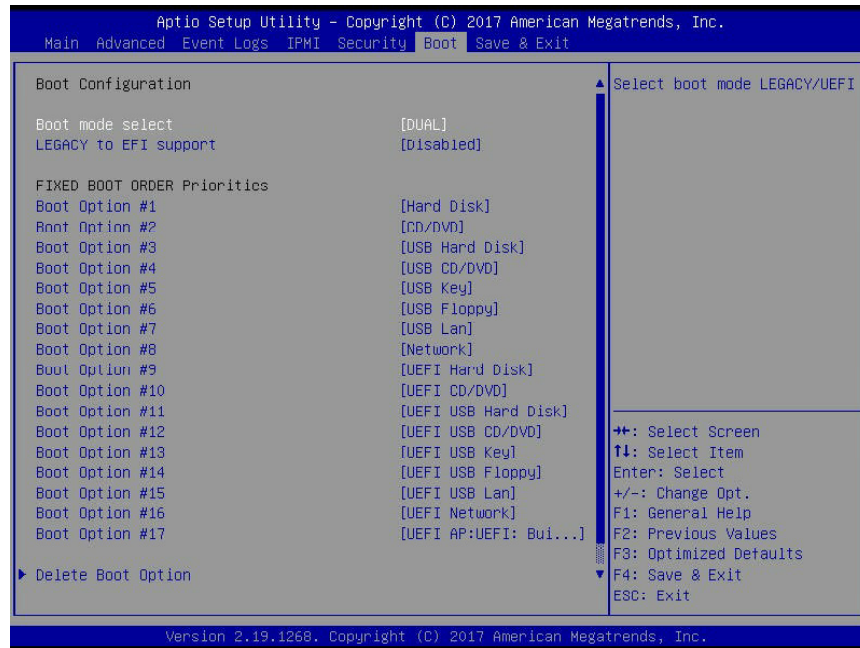 Aptio Setup Utility – Copyright (C) 2017 American Megatrends, Inc.
Main Advanced Event Logs IPMI Security Boot Save & Exit
Boot Configuration
Boot mode select [DUAL]
LEGACY to EFI support [Disabled]
FIXED BOOT ORDER Priorities
Boot Option #1 [Hard Disk]
Boot Option #2 [CD/DVD]
Boot Option #3 [USB Hard Disk]
Boot Option #4 [USB CD/DVD]
Boot Option #5 [USB Key]
Boot Option #6 [USB Floppy]
Boot Option #7 [USB Lan]
Boot Option #8 [Network]
Boot Option #9 [UEFI Hard Disk]
Boot Option #10 [UEFI CD/DVD]
Boot Option #11 [UEFI USB Hard Disk]
Boot Option #12 [UEFI USB CD/DVD]
Boot Option #13 [UEFI USB Key]
Boot Option #14 [UEFI USB Floppy]
Boot Option #15 [UEFI USB Lan]
Boot Option #16 [UEFI Network]
Boot Option #17 [UEFI AP:UEFI: Bui...]
Delete Boot Option
Select boot mode LEGACY/UEFI
→←: Select Screen
↑↓: Select Item
Enter: Select
+/-: Change Opt.
F1: General Help
F2: Previous Values
F3: Optimized Defaults
F4: Save & Exit
ESC: Exit
Version 2.19.1268. Copyright (C) 2017 American Megatrends, Inc.